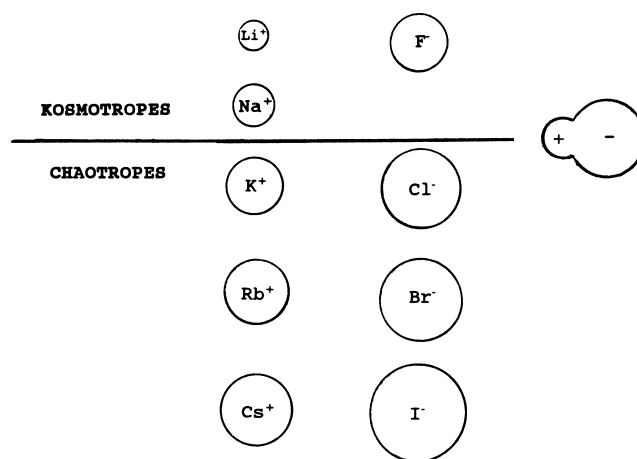 Li⁺ F⁻
KOSMOTROPES Na⁺
+ -
CHAOTROPES K⁺ Cl⁻
Rb⁺ Br⁻
Cs⁺ I⁻